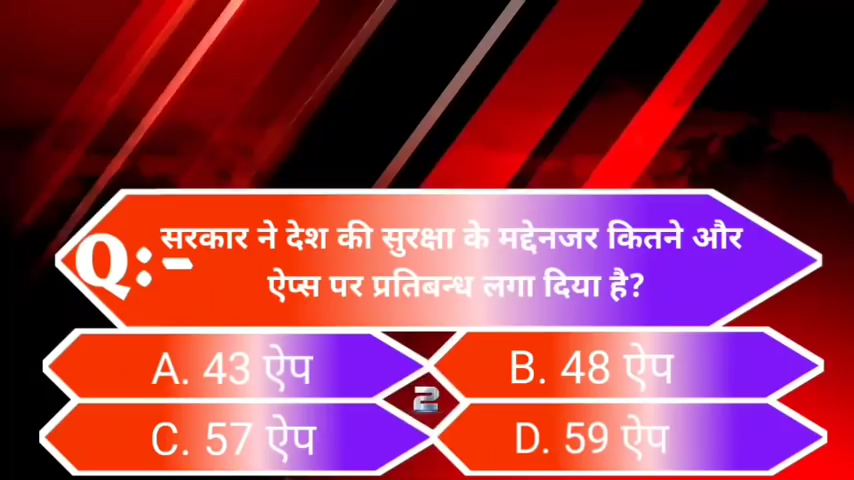 Q:- सरकार ने देश की सुरक्षा के मद्देनजर कितने और
ऐप्स पर प्रतिबन्ध लगा दिया है?
A. 43 ऐप
B. 48 ऐप
2
C. 57 ऐप
D. 59 ऐप